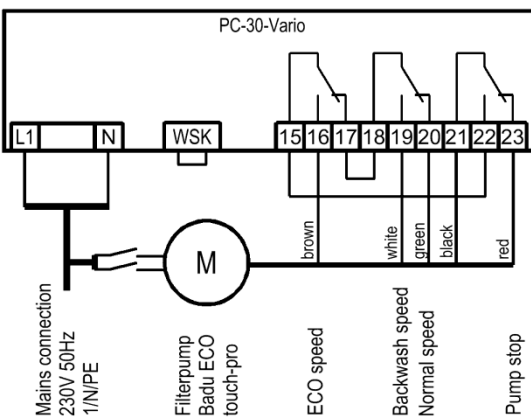 PC-30-Vario
L1 N WSK 15 16 17 18 19 20 21 22 23
brown
white
green
black
red
M
Mains connection
230V 50Hz
1/N/PE
Filterpump
Badu ECO
touch-pro
ECO speed
Backwash speed
Normal speed
Pump stop